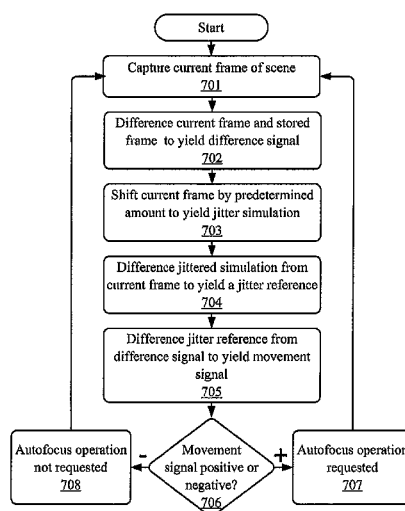 Start
Capture current frame of scene
701
Difference current frame and stored
frame to yield difference signal
702
Shift current frame by predetermined
amount to yield jitter simulation
703
Difference jittered simulation from
current frame to yield a jitter reference
704
Difference jitter reference from
difference signal to yield movement
signal
705
Autofocus operation
not requested
708
-
Movement
signal positive or
negative?
706
+
Autofocus operation
requested
707